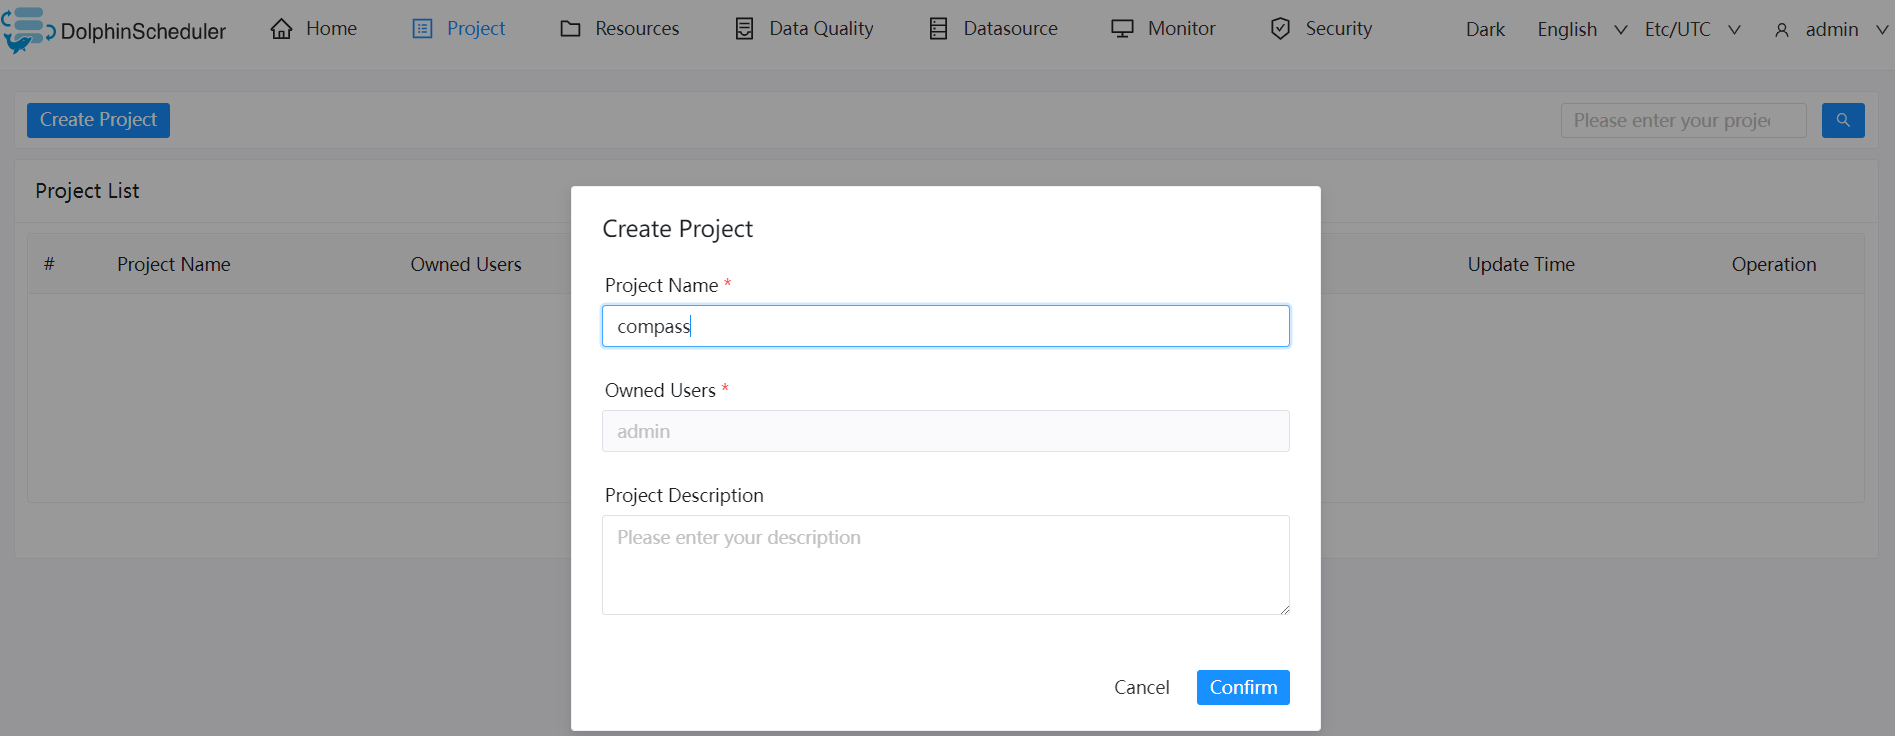 DolphinScheduler Home Project Resources Data Quality Datasource Monitor Security Dark English Etc/UTC admin
Create Project Please enter your projec
Project List
Create Project
# Project Name Owned Users Update Time Operation
Project Name *
compass
Owned Users *
admin
Project Description
Please enter your description
Cancel Confirm